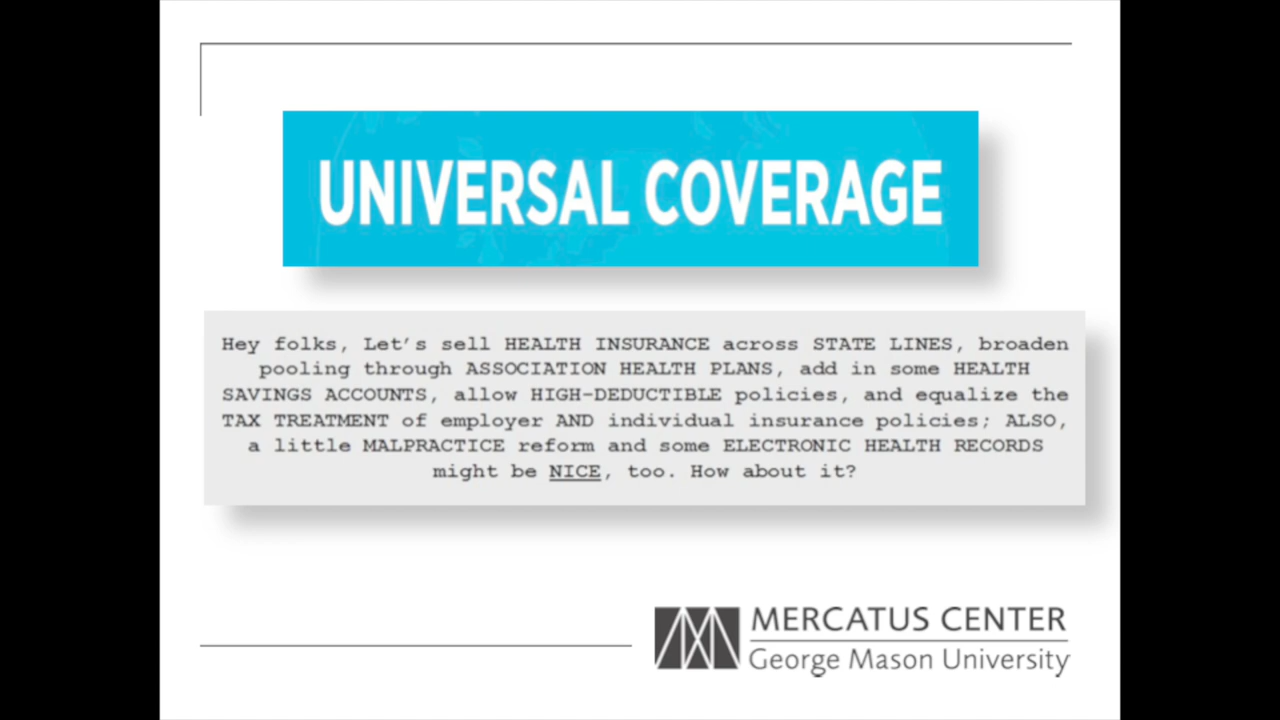 UNIVERSAL COVERAGE
Hey folks, Let’s sell HEALTH INSURANCE across STATE LINES, broaden
pooling through ASSOCIATION HEALTH PLANS, add in some HEALTH
SAVINGS ACCOUNTS, allow HIGH-DEDUCTIBLE policies, and equalize the
TAX TREATMENT of employer AND individual insurance policies; ALSO,
a little MALPRACTICE reform and some ELECTRONIC HEALTH RECORDS
might be NICE, too. How about it?
MERCATUS CENTER
George Mason University